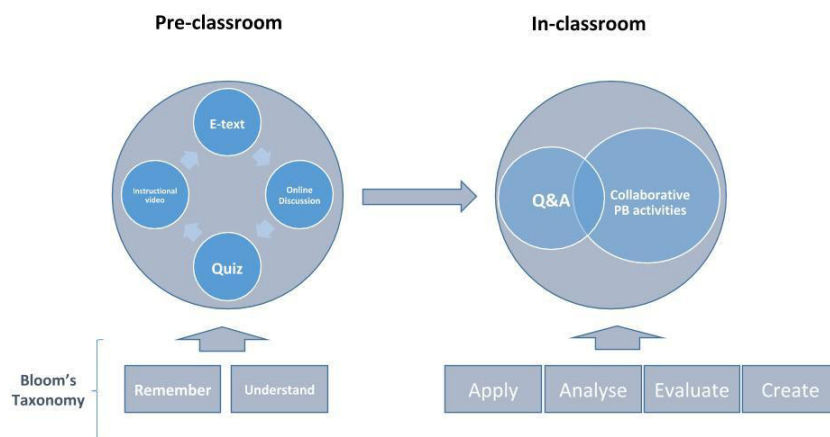 Pre-classroom
In-classroom
E-text
Instructional
video
Online
Discussion
Quiz
Q&A
Collaborative
PB activities
Bloom's
Taxonomy
Remember
Understand
Apply
Analyse
Evaluate
Create